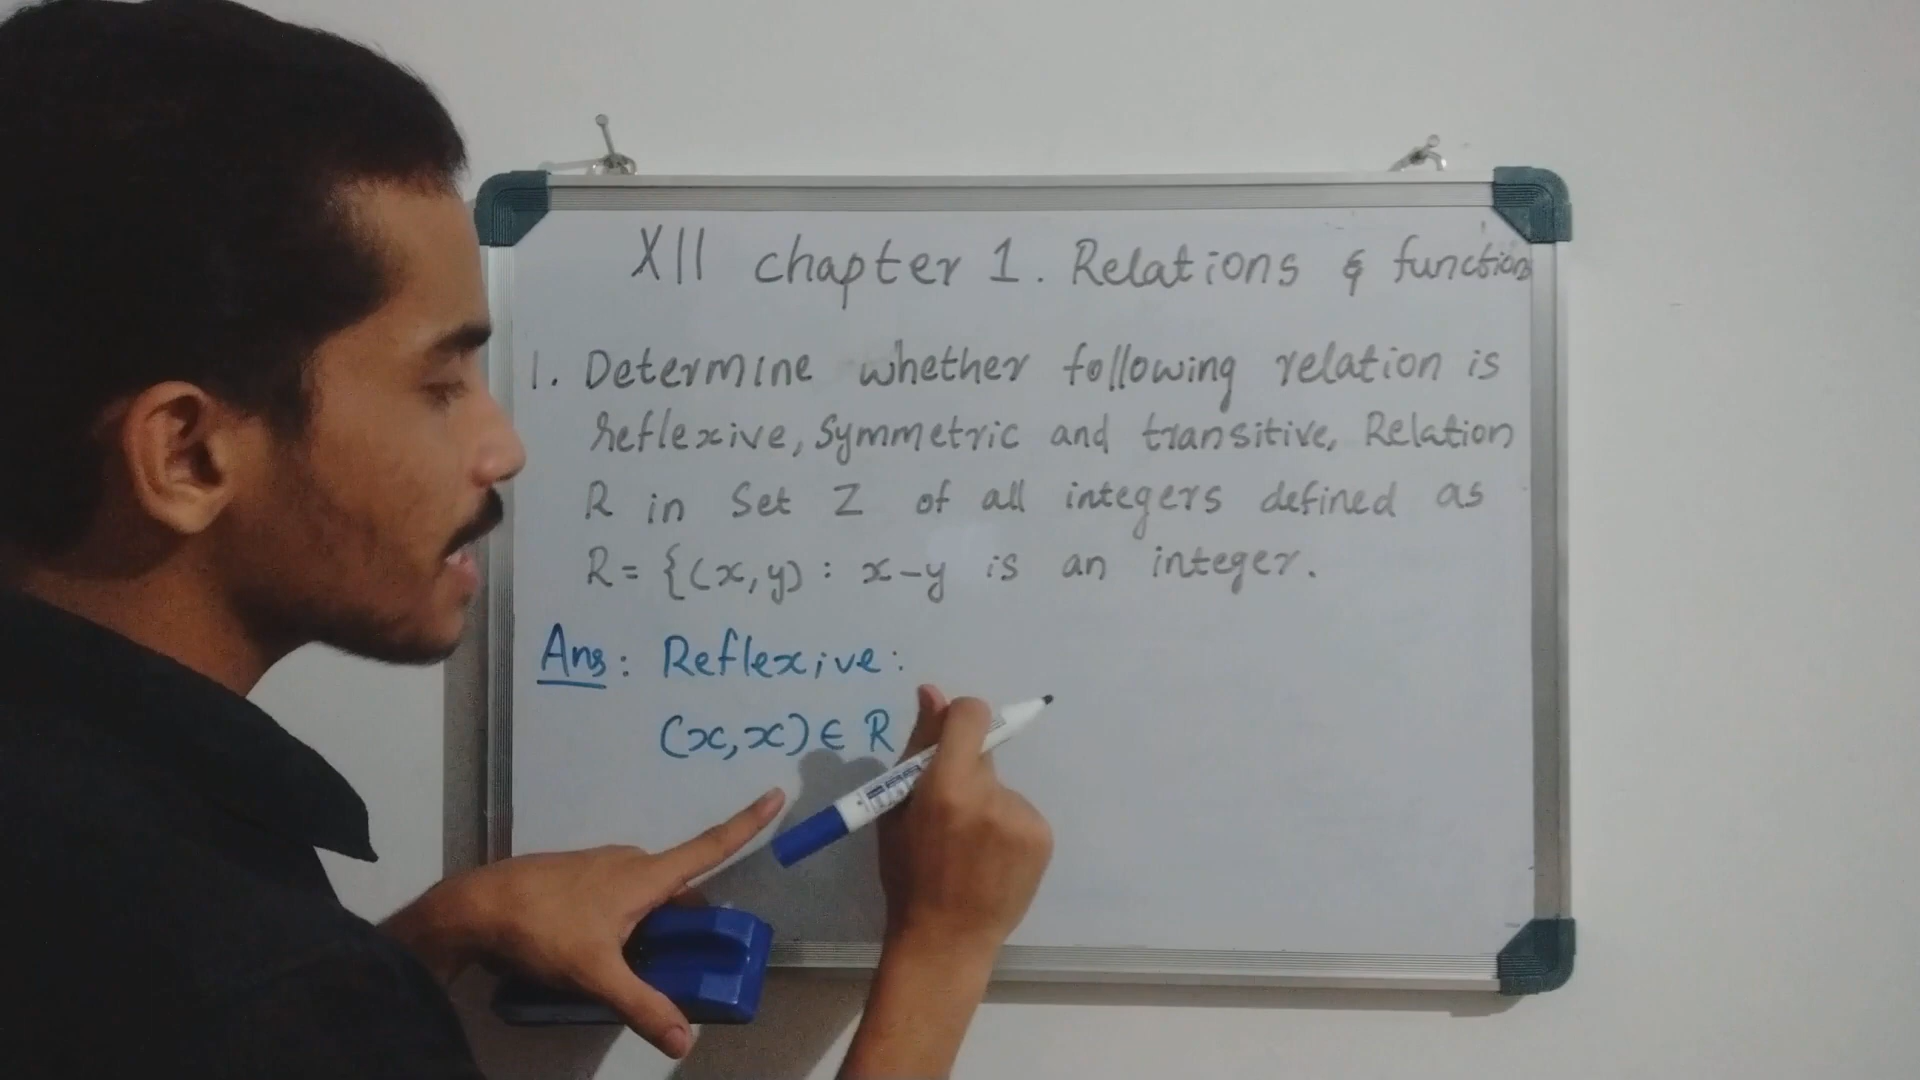 XII chapter 1. Relations & functions
1. Determine whether following relation is
reflexive, Symmetric and transitive, Relation
R in Set Z of all integers defined as
R = {(x,y) : x-y is an integer.
Ans: Reflexive:
(x,x) ∈ R